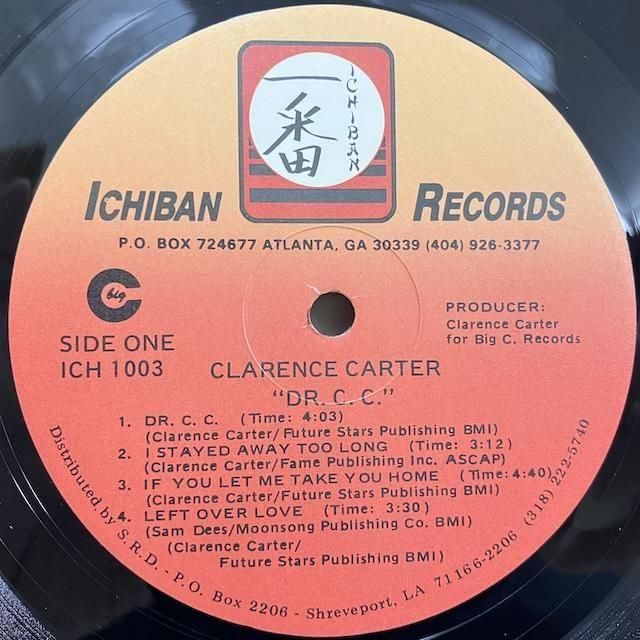 一番
ICHIBAN
ICHIBAN RECORDS
P.O. BOX 724677 ATLANTA, GA 30339 (404) 926-3377
big C
SIDE ONE
ICH 1003
PRODUCER:
Clarence Carter
for Big C. Records
CLARENCE CARTER
"DR. C. C."
1. DR. C. C. (Time: 4:03)
(Clarence Carter/Future Stars Publishing BMI)
2. I STAYED AWAY TOO LONG (Time: 3:12)
(Clarence Carter/Fame Publishing Inc. ASCAP)
3. IF YOU LET ME TAKE YOU HOME (Time: 4:40)
(Clarence Carter/Future Stars Publishing BMI)
4. LEFT OVER LOVE (Time: 3:30)
(Sam Dees/Moonsong Publishing Co. BMI)
(Clarence Carter/
Future Stars Publishing BMI)
Distributed by S.R.D. - P.O. Box 2206 - Shreveport, LA 71166-2206 (318) 222-5740